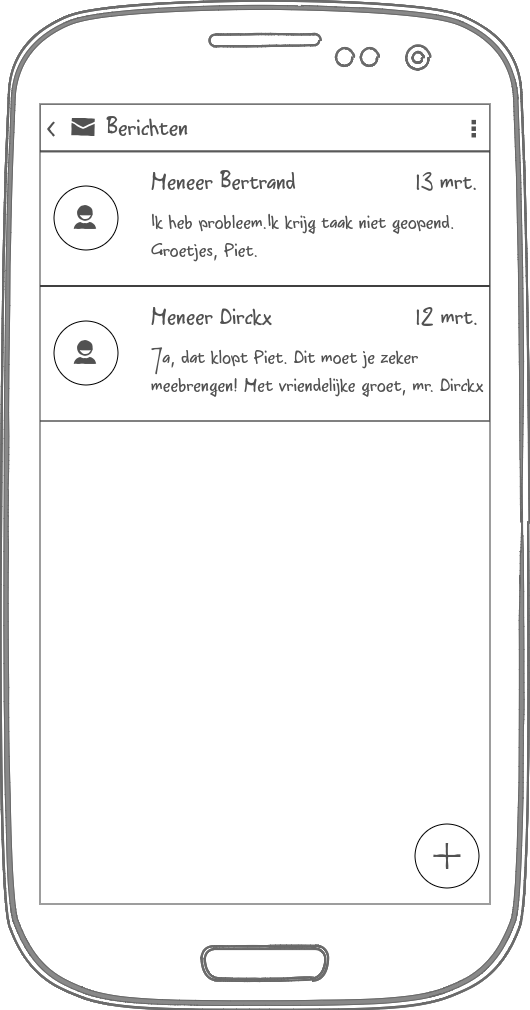 Berichten
Meneer Bertrand 13 mrt.
Ik heb probleem.Ik krijg taak niet geopend.
Groetjes, Piet.
Meneer Dirckx 12 mrt.
Ja, dat klopt Piet. Dit moet je zeker
meebrengen! Met vriendelijke groet, mr. Dirckx